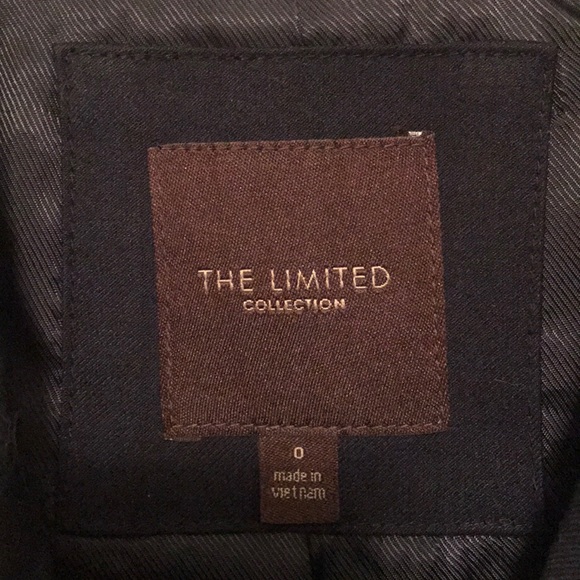 THE LIMITED
COLLECTION
0
made in
vietnam